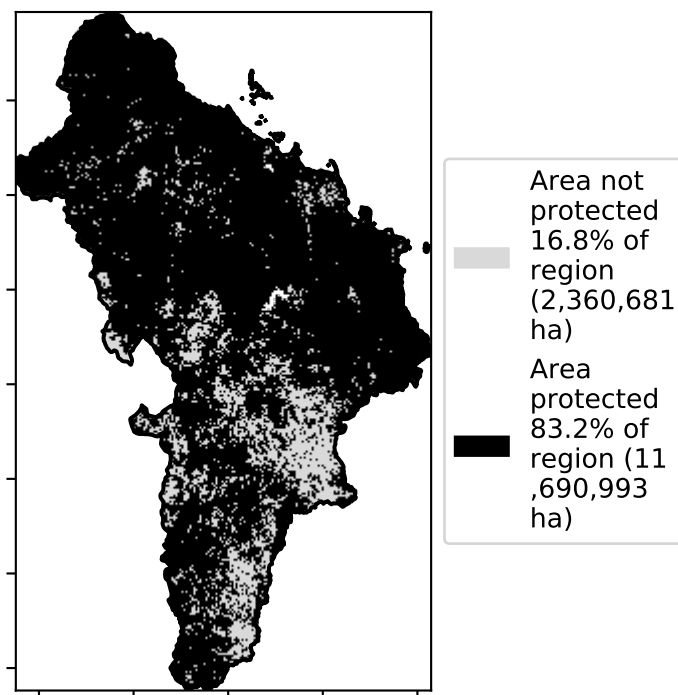 Area not
protected
16.8% of
region
(2,360,681
ha)
Area
protected
83.2% of
region (11
,690,993
ha)